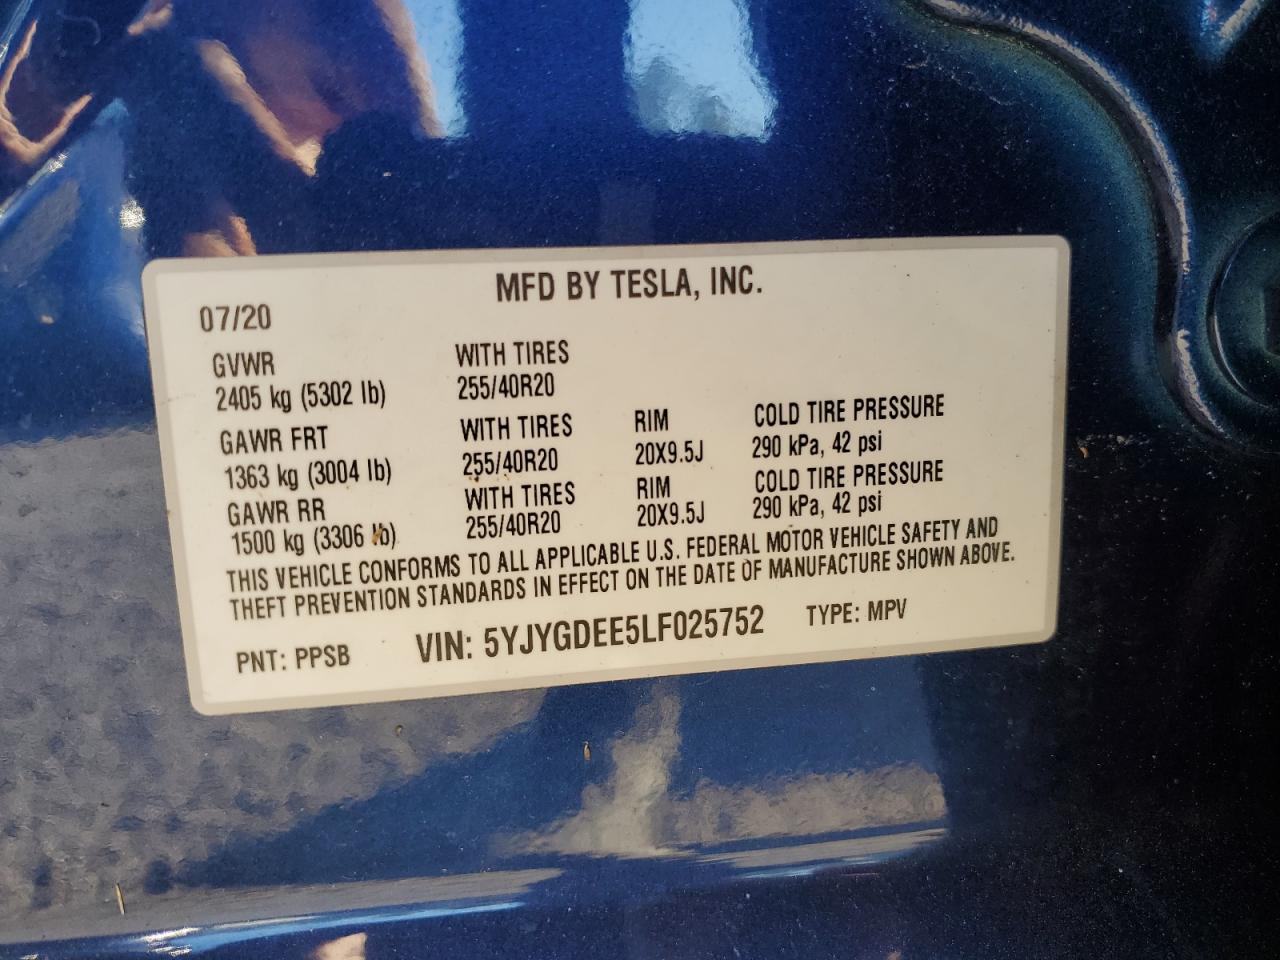 MFD BY TESLA, INC.
07/20
GVWR WITH TIRES
2405 kg (5302 lb) 255/40R20
GAWR FRT WITH TIRES RIM COLD TIRE PRESSURE
1363 kg (3004 lb) 255/40R20 20X9.5J 290 kPa, 42 psi
GAWR RR WITH TIRES RIM COLD TIRE PRESSURE
1500 kg (3306 lb) 255/40R20 20X9.5J 290 kPa, 42 psi
THIS VEHICLE CONFORMS TO ALL APPLICABLE U.S. FEDERAL MOTOR VEHICLE SAFETY AND
THEFT PREVENTION STANDARDS IN EFFECT ON THE DATE OF MANUFACTURE SHOWN ABOVE.
PNT: PPSB VIN: 5YJYGDEE5LF025752 TYPE: MPV